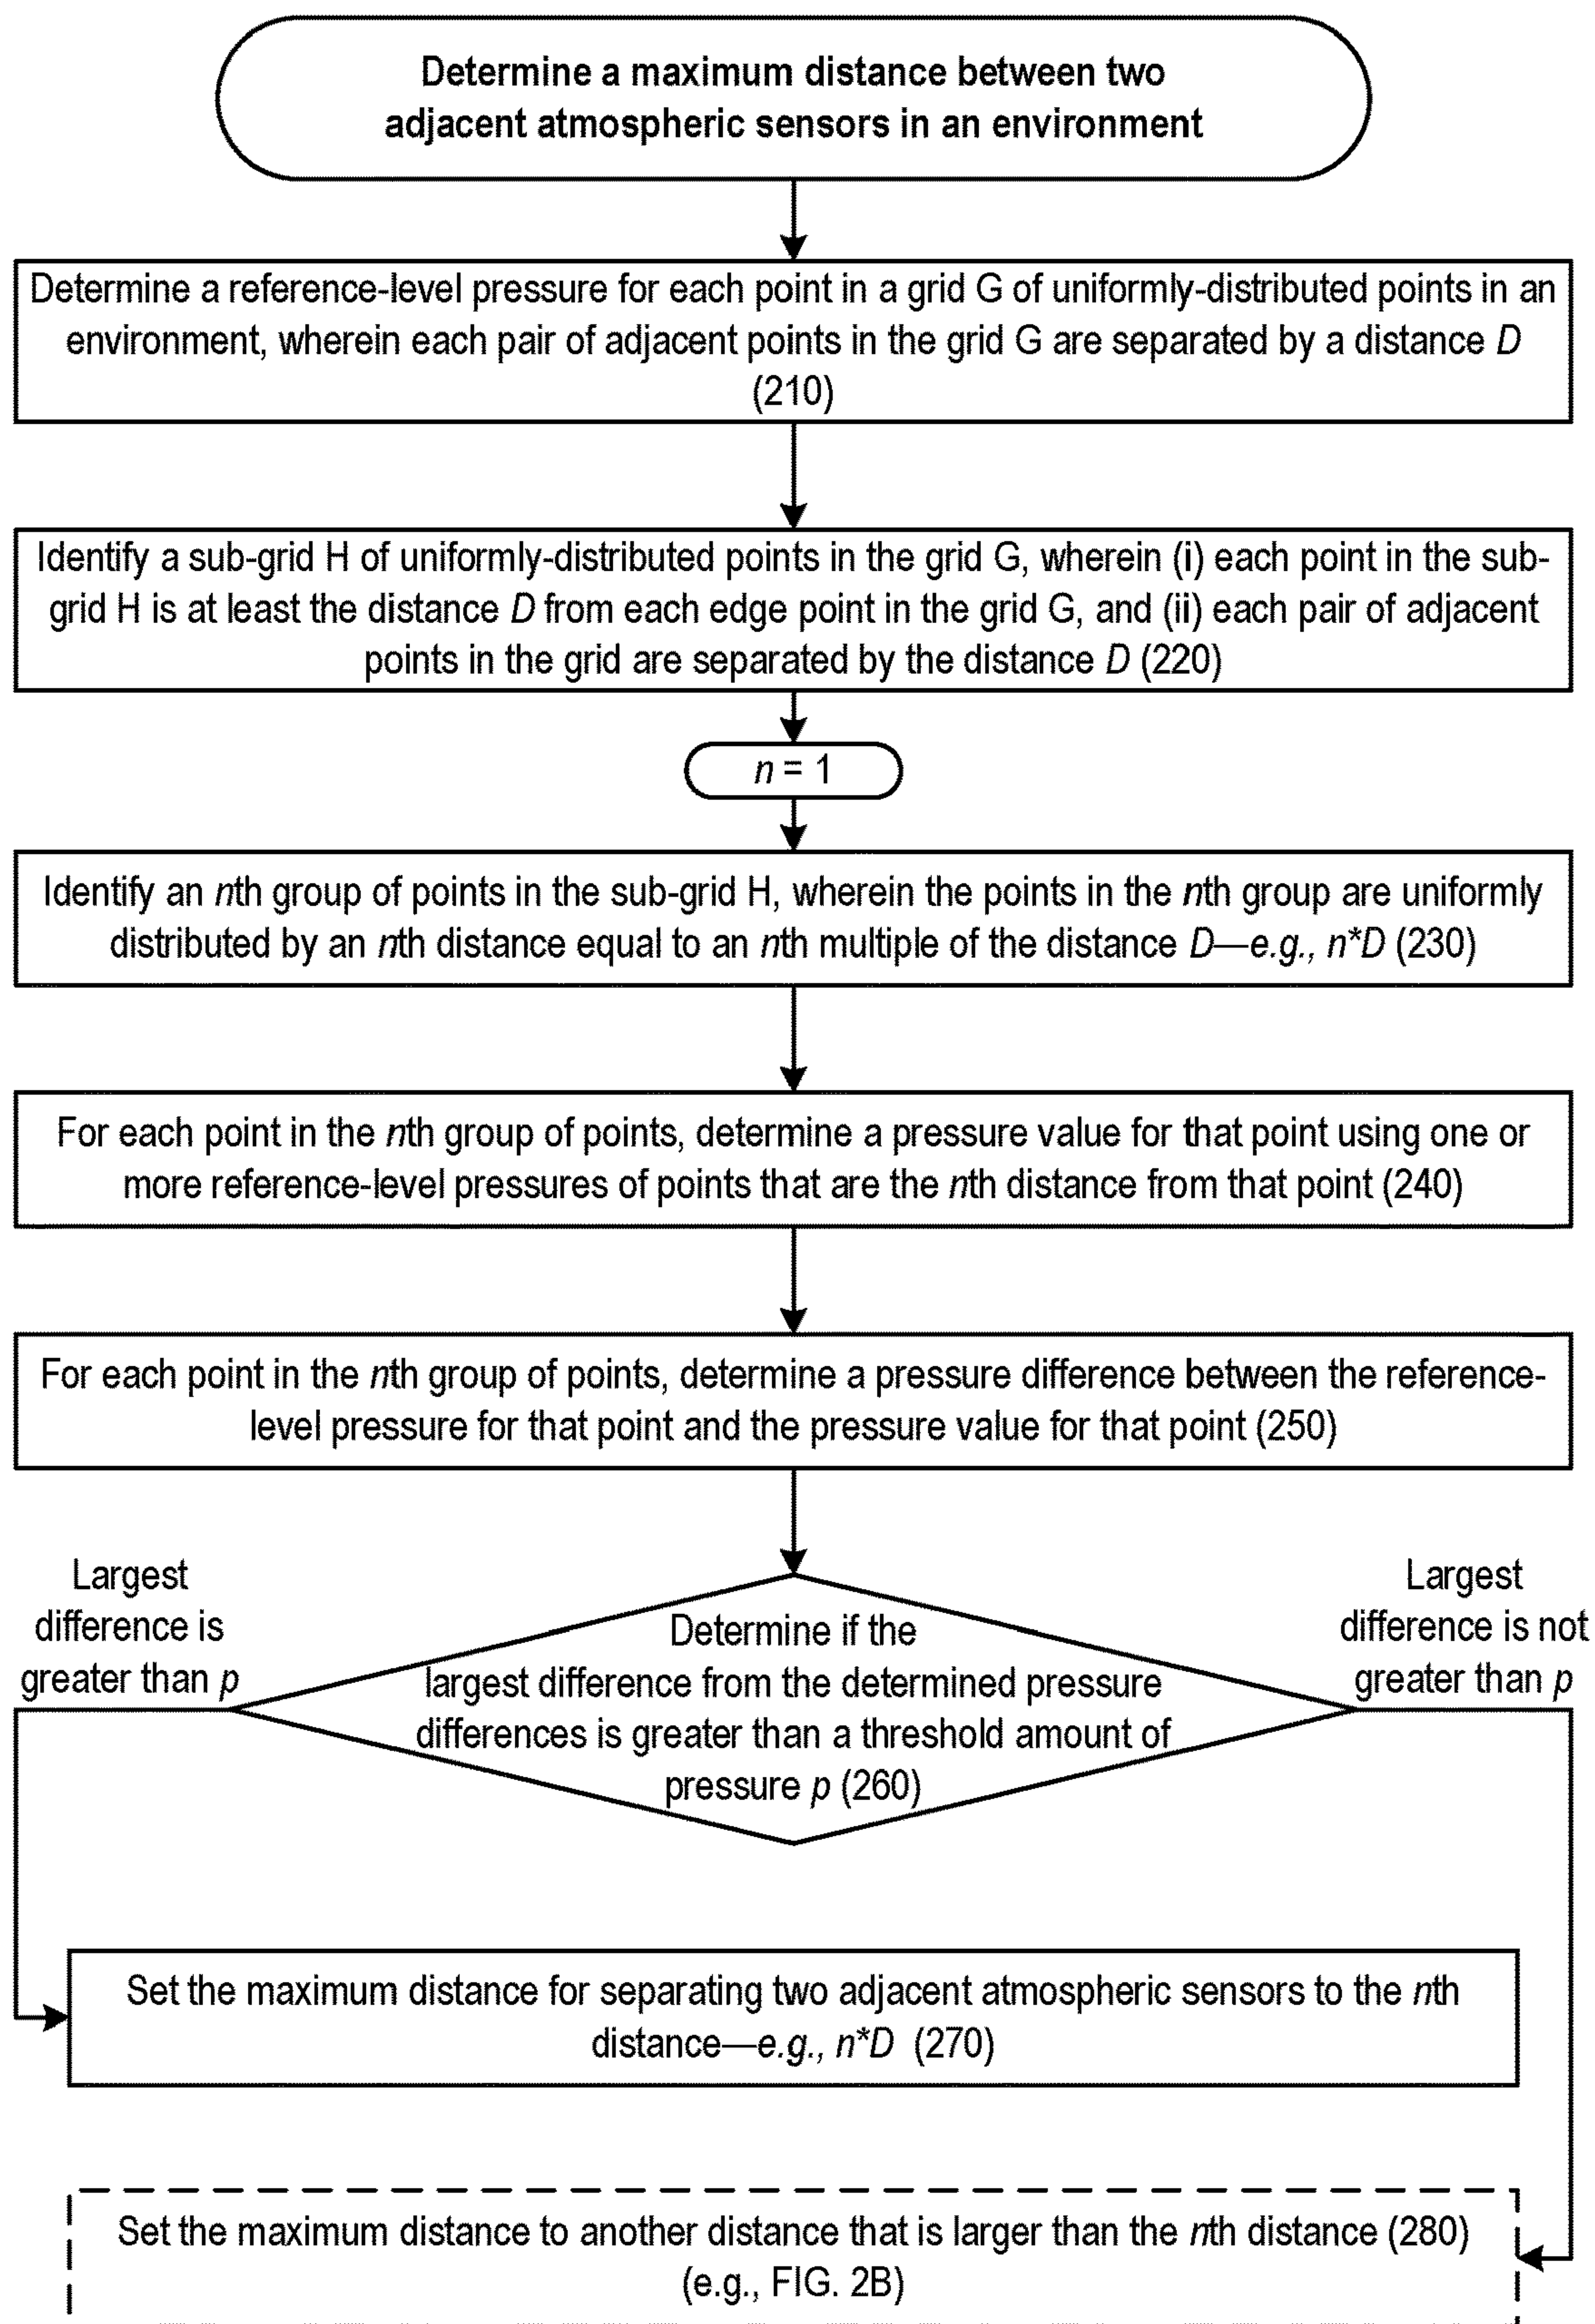 Determine a maximum distance between two
adjacent atmospheric sensors in an environment
Determine a reference-level pressure for each point in a grid G of uniformly-distributed points in an
environment, wherein each pair of adjacent points in the grid G are separated by a distance D
(210)
Identify a sub-grid H of uniformly-distributed points in the grid G, wherein (i) each point in the sub-
grid H is at least the distance D from each edge point in the grid G, and (ii) each pair of adjacent
points in the grid are separated by the distance D (220)
n = 1
Identify an nth group of points in the sub-grid H, wherein the points in the nth group are uniformly
distributed by an nth distance equal to an nth multiple of the distance D—e.g., n*D (230)
For each point in the nth group of points, determine a pressure value for that point using one or
more reference-level pressures of points that are the nth distance from that point (240)
For each point in the nth group of points, determine a pressure difference between the reference-
level pressure for that point and the pressure value for that point (250)
Largest
difference is
greater than p
Determine if the
largest difference from the determined pressure
differences is greater than a threshold amount of
pressure p (260)
Largest
difference is not
greater than p
Set the maximum distance for separating two adjacent atmospheric sensors to the nth
distance—e.g., n*D (270)
Set the maximum distance to another distance that is larger than the nth distance (280)
(e.g., FIG. 2B)